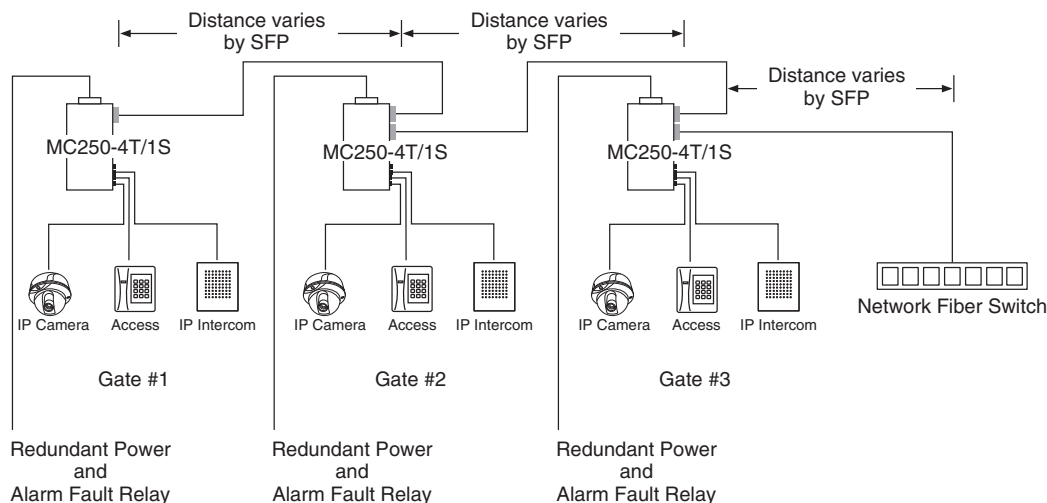 Distance varies
by SFP
Distance varies
by SFP
Distance varies
by SFP
MC250-4T/1S
MC250-4T/1S
MC250-4T/1S
IP Camera
Access
IP Intercom
IP Camera
Access
IP Intercom
IP Camera
Access
IP Intercom
Network Fiber Switch
Gate #1
Gate #2
Gate #3
Redundant Power
and
Alarm Fault Relay
Redundant Power
and
Alarm Fault Relay
Redundant Power
and
Alarm Fault Relay